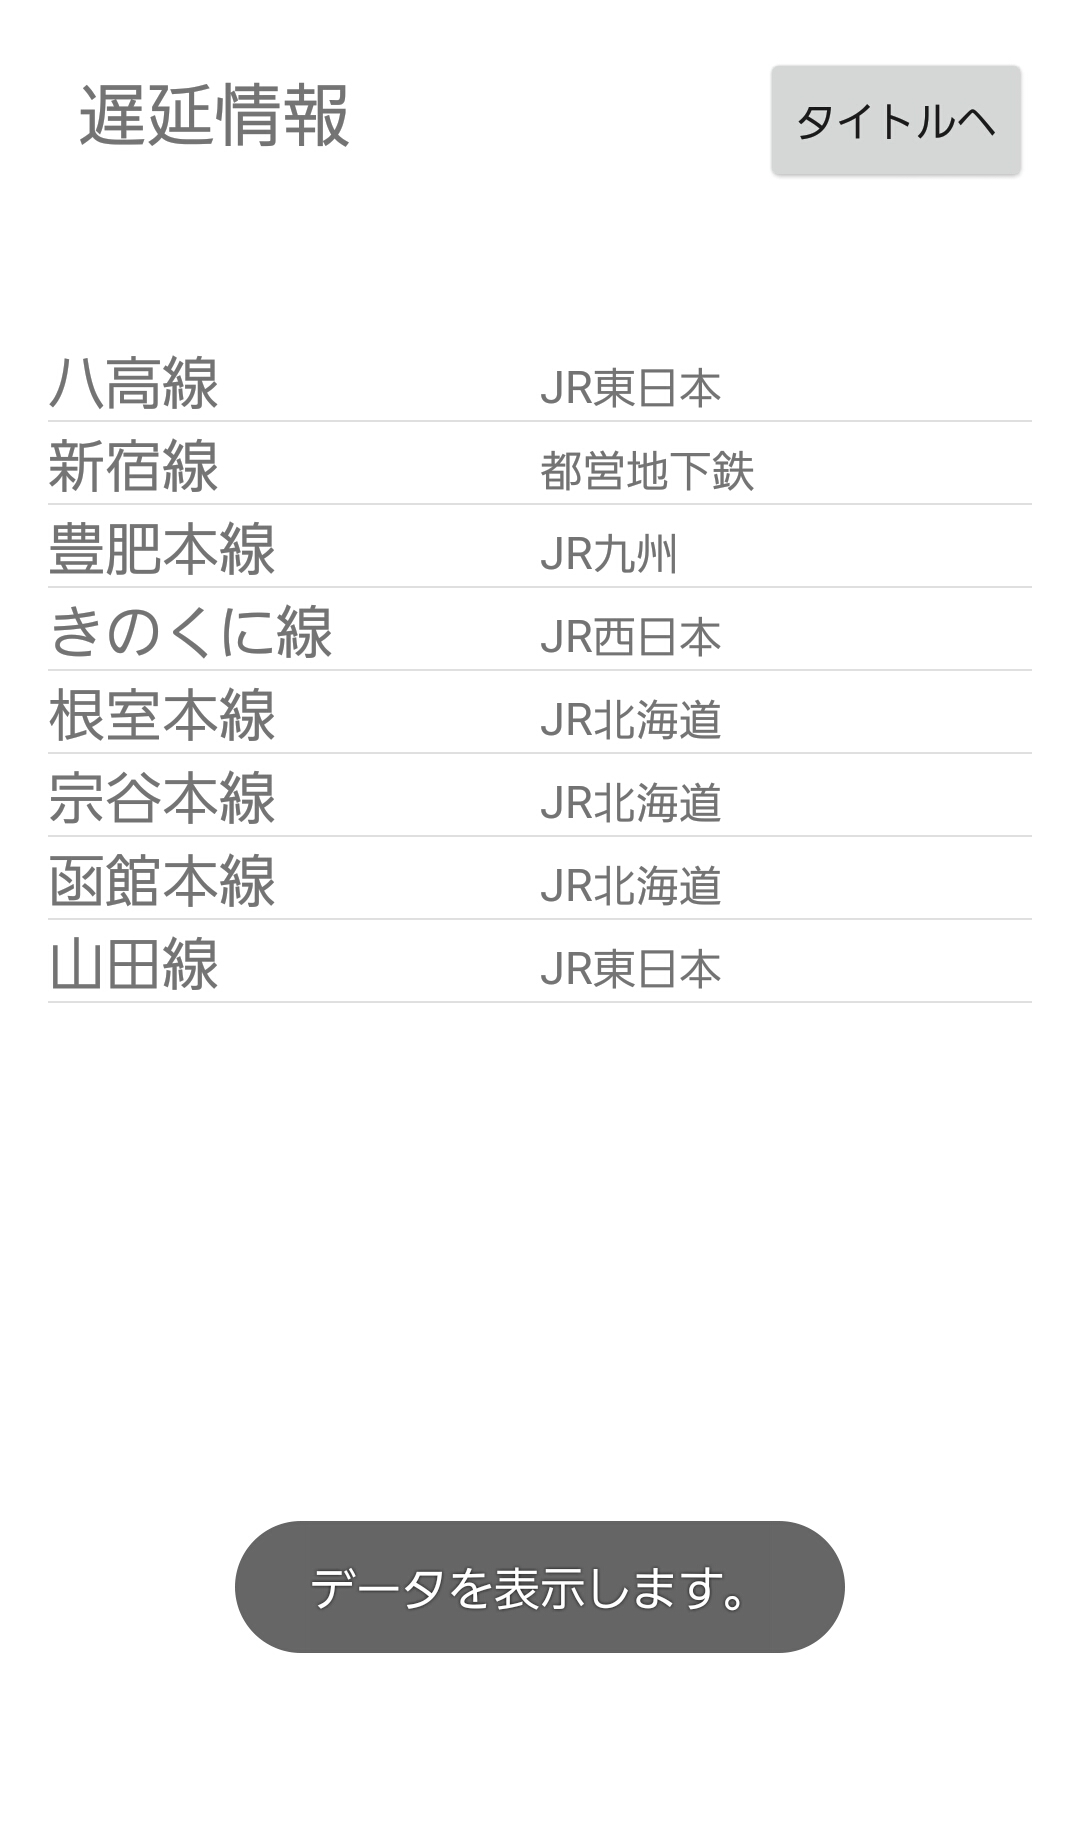 遅延情報
タイトルへ
八高線 JR東日本
新宿線 都営地下鉄
豊肥本線 JR九州
きのくに線 JR西日本
根室本線 JR北海道
宗谷本線 JR北海道
函館本線 JR北海道
山田線 JR東日本
データを表示します。